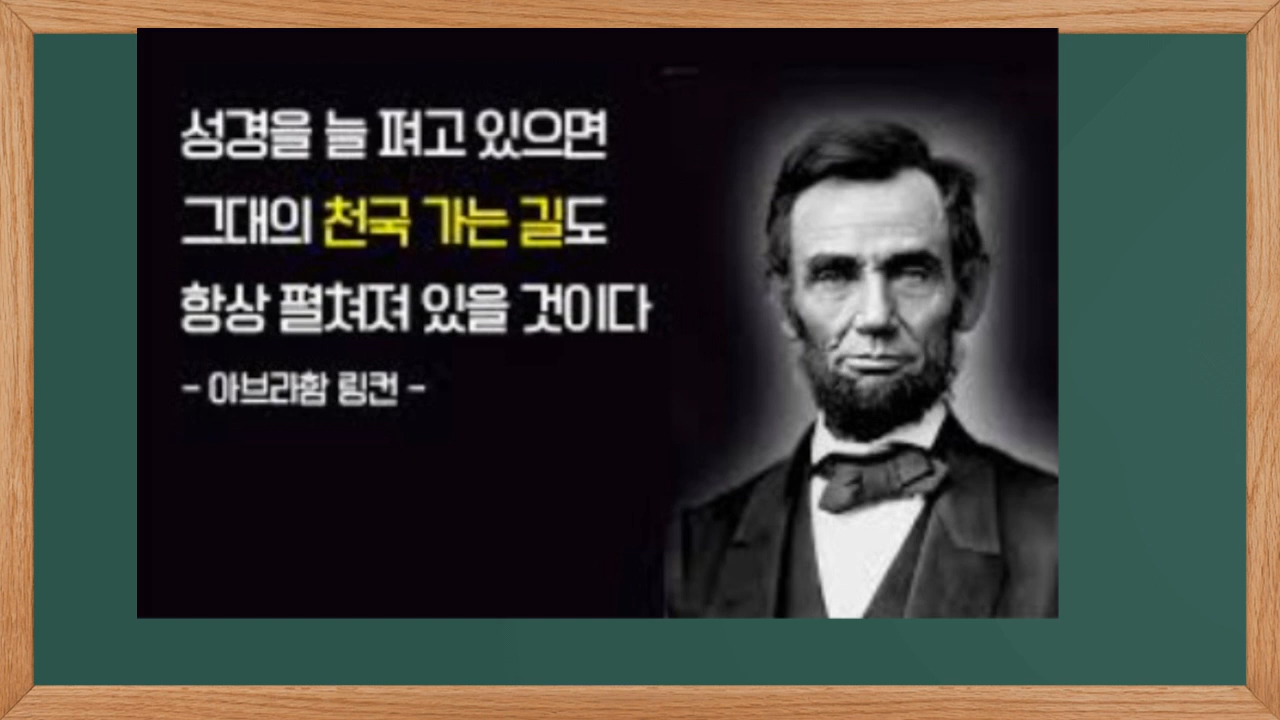 성경을 늘 펴고 있으면
그대의 천국 가는 길도
항상 펼쳐져 있을 것이다
- 아브라함 링컨 -